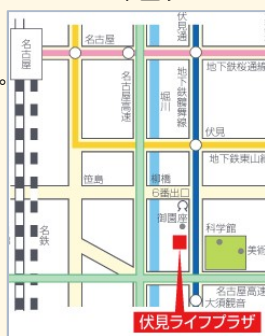 伏見通
名古屋
名古屋
名古屋高速
堀川
地下鉄鶴舞線
地下鉄桜通線
伏見
地下鉄東山線
笹島
柳橋
6番出口
御園座
科学館
美術
名鉄
名古屋高速
大須観音
伏見ライフプラザ